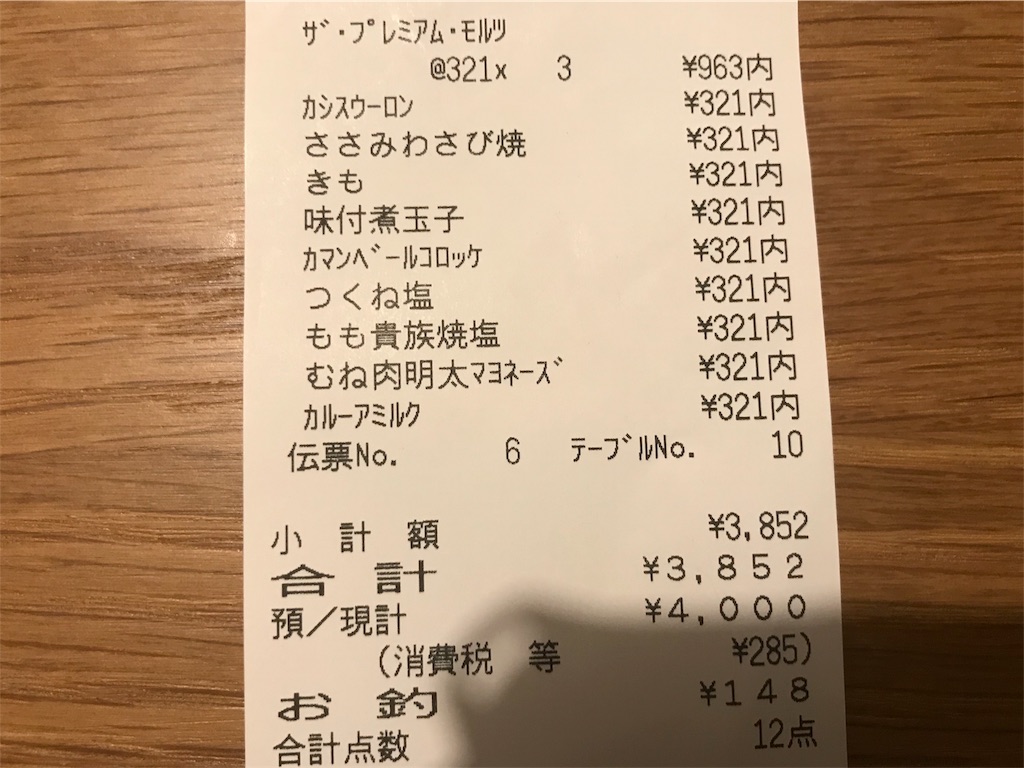 ｻﾞ・ﾌﾟﾚﾐｱﾑ・ﾓﾙﾂ
@321x 3 ¥963内
ｶｼｽｳｰﾛﾝ ¥321内
ささみわさび焼 ¥321内
きも ¥321内
味付煮玉子 ¥321内
ｶﾏﾝﾍﾞｰﾙｺﾛｯｹ ¥321内
つくね塩 ¥321内
もも貴族焼塩 ¥321内
むね肉明太ﾏﾖﾈｰｽﾞ ¥321内
ｶﾙｰｱﾐﾙｸ ¥321内
伝票No. 6 ﾃｰﾌﾞﾙNo. 10
小 計 額 ¥3,852
合 計 ¥３,８５２
預／現計 ¥４,０００
(消費税 等 ¥285)
お 釣 ¥１４８
合計点数 12点